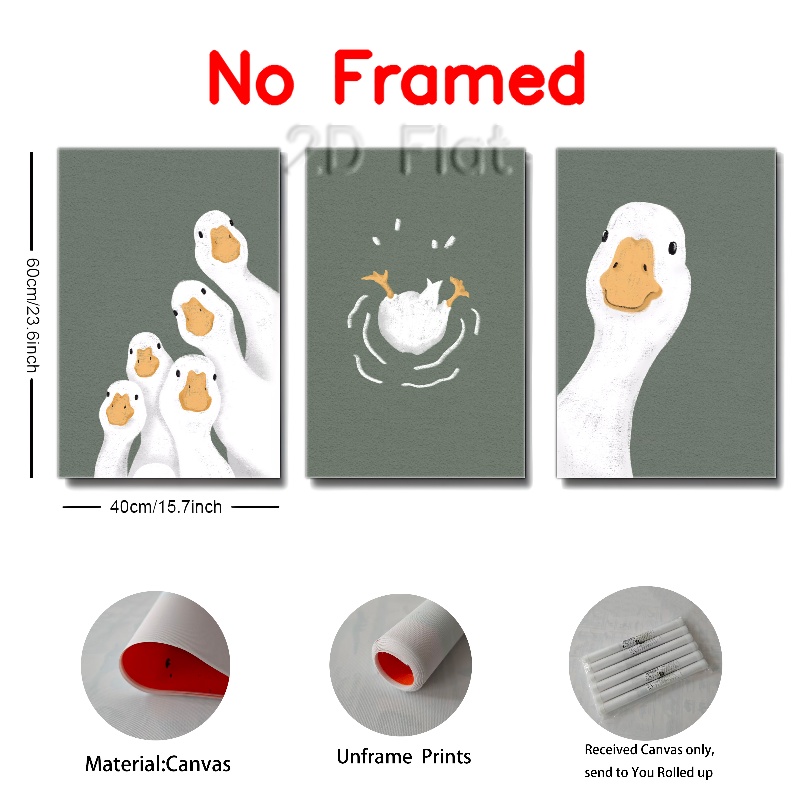 No Framed
2D Flat
60cm/23.6inch
40cm/15.7inch
Material:Canvas
Unframe Prints
Received Canvas only,
send to You Rolled up